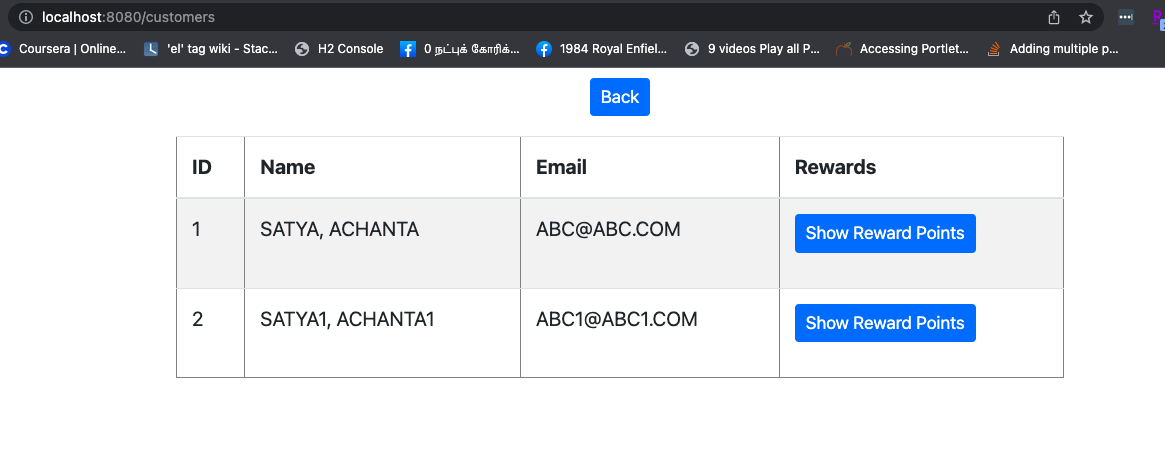 localhost:8080/customers
Coursera | Online... 'el' tag wiki - Stac... H2 Console 0 நட்புக் கோரிக்... 1984 Royal Enfiel... 9 videos Play all P... Accessing Portlet... Adding multiple p...
Back
ID Name Email Rewards
1 SATYA, ACHANTA ABC@ABC.COM Show Reward Points
2 SATYA1, ACHANTA1 ABC1@ABC1.COM Show Reward Points